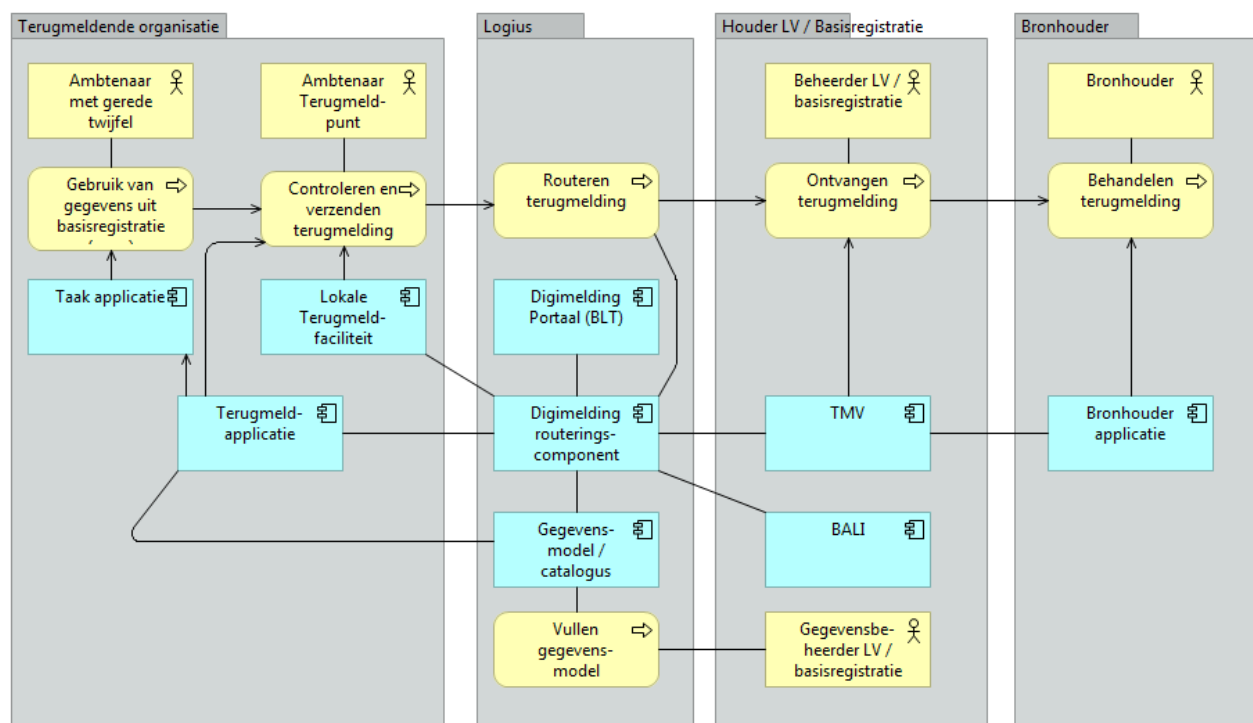 Terugmeldende organisatie
Logius
Houder LV / Basisregistratie
Bronhouder
Ambtenaar
met gerede
twijfel
Ambtenaar
Terugmeld-
punt
Beheerder LV /
basisregistratie
Bronhouder
Gebruik van
gegevens uit
basisregistratie
Controleren en
verzenden
terugmelding
Routeren
terugmelding
Ontvangen
terugmelding
Behandelen
terugmelding
Taak applicatie
Lokale
Terugmeld-
faciliteit
Digimelding
Portaal (BLT)
Terugmeld-
applicatie
Digimelding
routerings-
component
TMV
Bronhouder
applicatie
Gegevens-
model /
catalogus
BALI
Vullen
gegevens-
model
Gegevensbe-
heerder LV /
basisregistratie